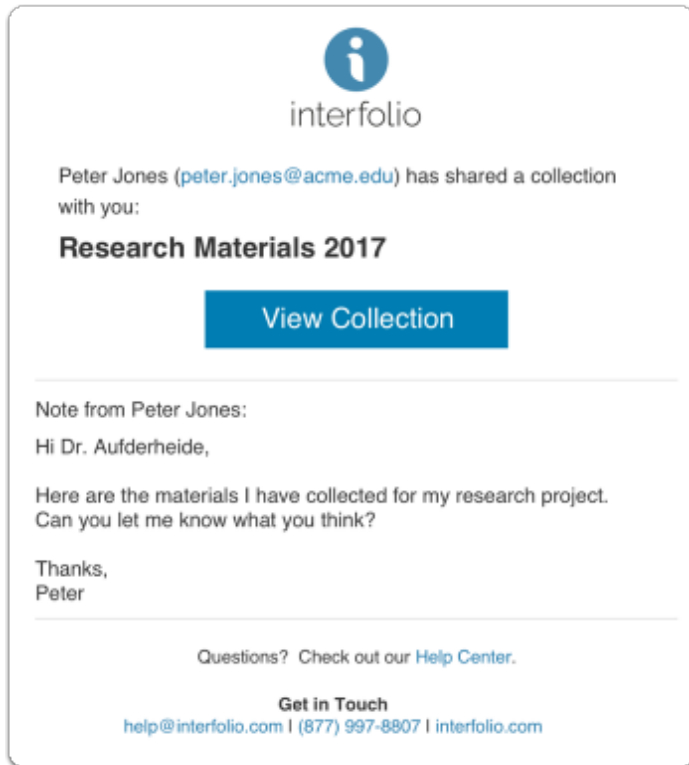 interfolio
Peter Jones (peter.jones@acme.edu) has shared a collection
with you:
Research Materials 2017
View Collection
Note from Peter Jones:
Hi Dr. Aufderheide,
Here are the materials I have collected for my research project.
Can you let me know what you think?
Thanks,
Peter
Questions? Check out our Help Center.
Get in Touch
help@interfolio.com | (877) 997-8807 | interfolio.com